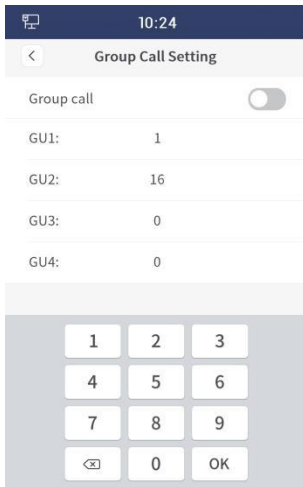 10:24
Group Call Setting
Group call
GU1: 1
GU2: 16
GU3: 0
GU4: 0
1 2 3
4 5 6
7 8 9
0 OK